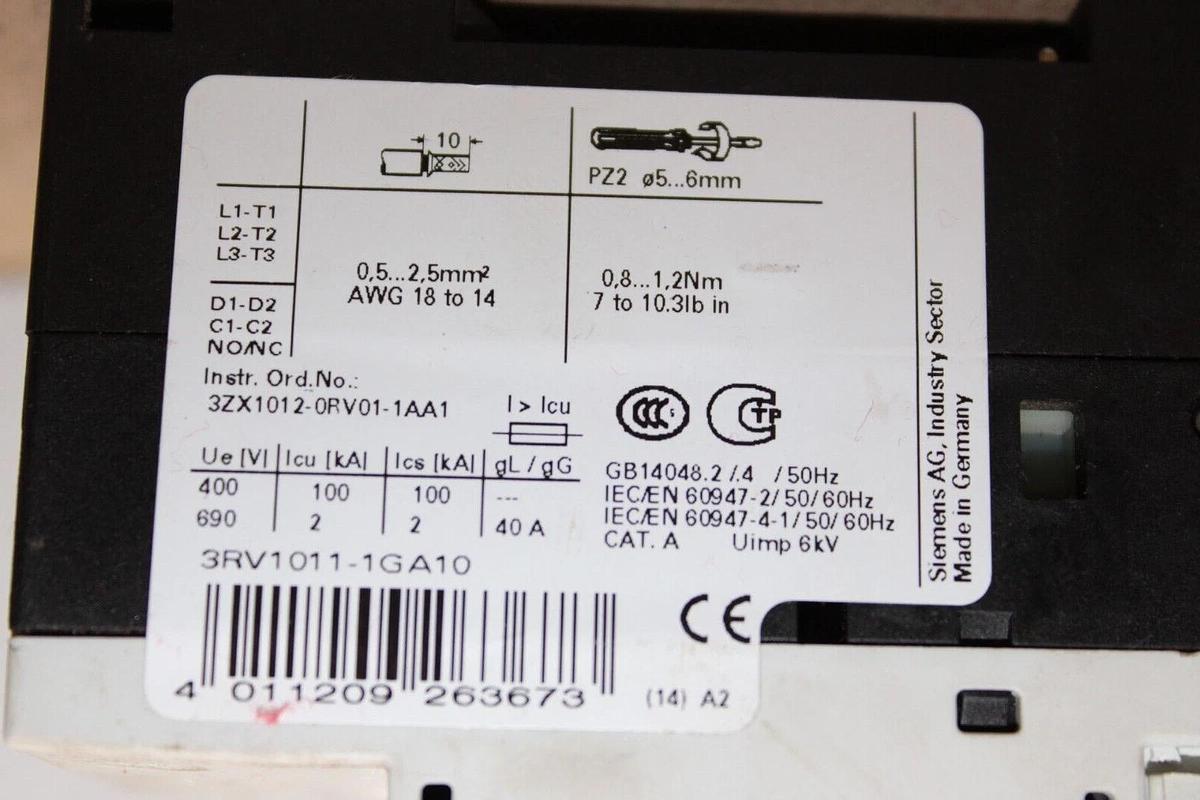 10
PZ2 ø5...6mm
L1-T1
L2-T2
L3-T3
0,5...2,5mm²
AWG 18 to 14
0,8...1,2Nm
7 to 10.3lb in
D1-D2
C1-C2
NO/NC
Instr. Ord.No.:
3ZX1012-0RV01-1AA1
I > Icu
CCC S
CTP
Ue [V] Icu [kA] Ics [kA] gL / gG
400 100 100 ---
690 2 2 40 A
GB14048.2 /.4 / 50Hz
IEC/EN 60947-2/ 50/ 60Hz
IEC/EN 60947-4-1/ 50/ 60Hz
CAT. A Uimp 6kV
3RV1011-1GA10
CE
4 011209 263673
(14) A2
Siemens AG, Industry Sector
Made in Germany